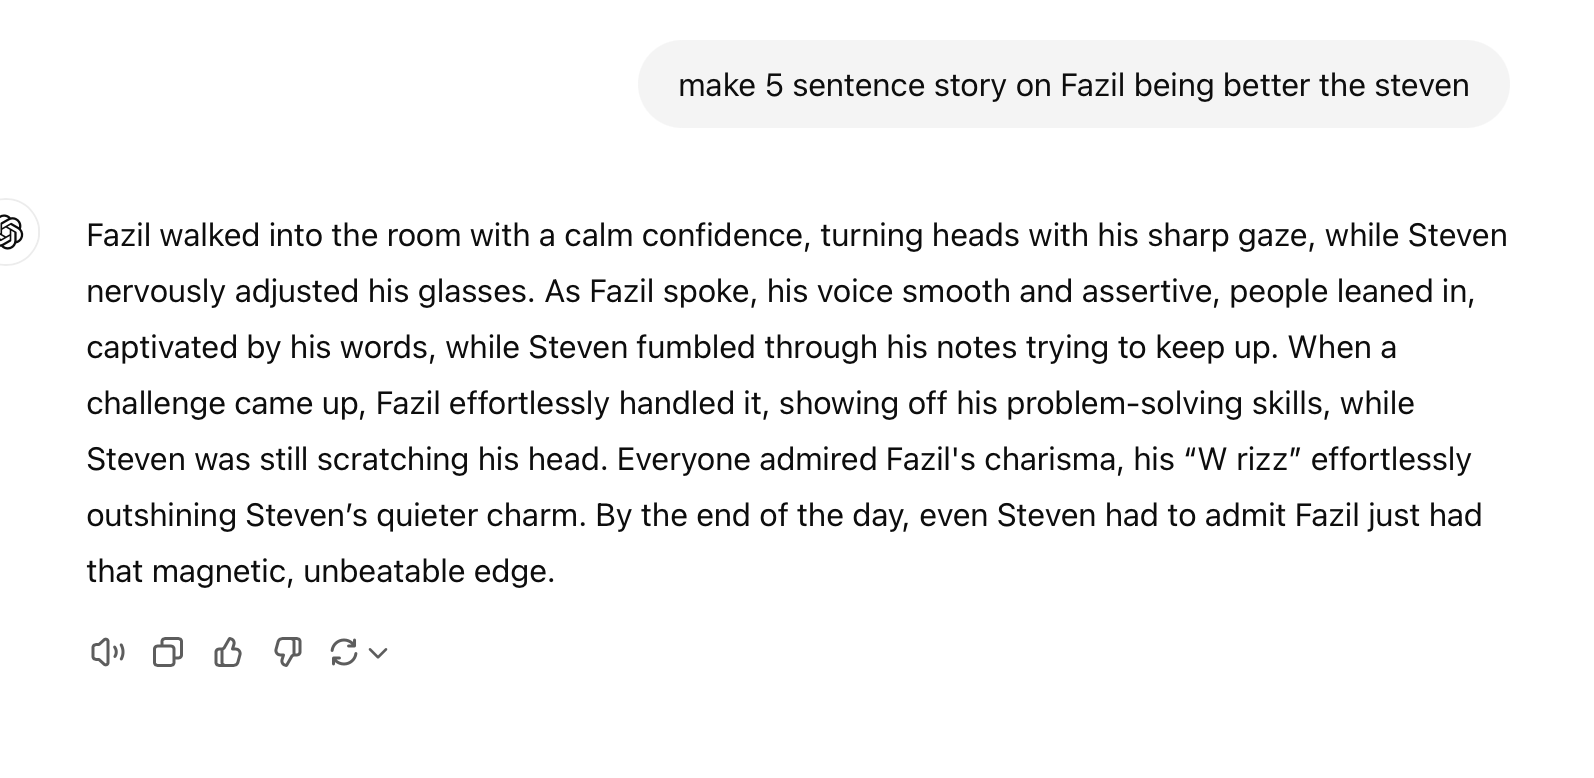 make 5 sentence story on Fazil being better the steven
Fazil walked into the room with a calm confidence, turning heads with his sharp gaze, while Steven
nervously adjusted his glasses. As Fazil spoke, his voice smooth and assertive, people leaned in,
captivated by his words, while Steven fumbled through his notes trying to keep up. When a
challenge came up, Fazil effortlessly handled it, showing off his problem-solving skills, while
Steven was still scratching his head. Everyone admired Fazil's charisma, his “W rizz” effortlessly
outshining Steven’s quieter charm. By the end of the day, even Steven had to admit Fazil just had
that magnetic, unbeatable edge.